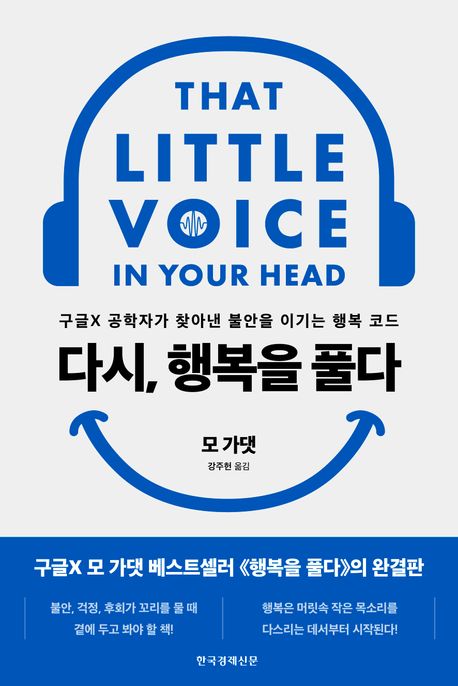 THAT
LITTLE
VOICE
IN YOUR HEAD
구글X 공학자가 찾아낸 불안을 이기는 행복 코드
다시, 행복을 풀다
모 가댓
강주헌 옮김
구글X 모 가댓 베스트셀러 《행복을 풀다》의 완결판
불안, 걱정, 후회가 꼬리를 물 때
곁에 두고 봐야 할 책!
행복은 머릿속 작은 목소리를
다스리는 데서부터 시작된다!
한국경제신문